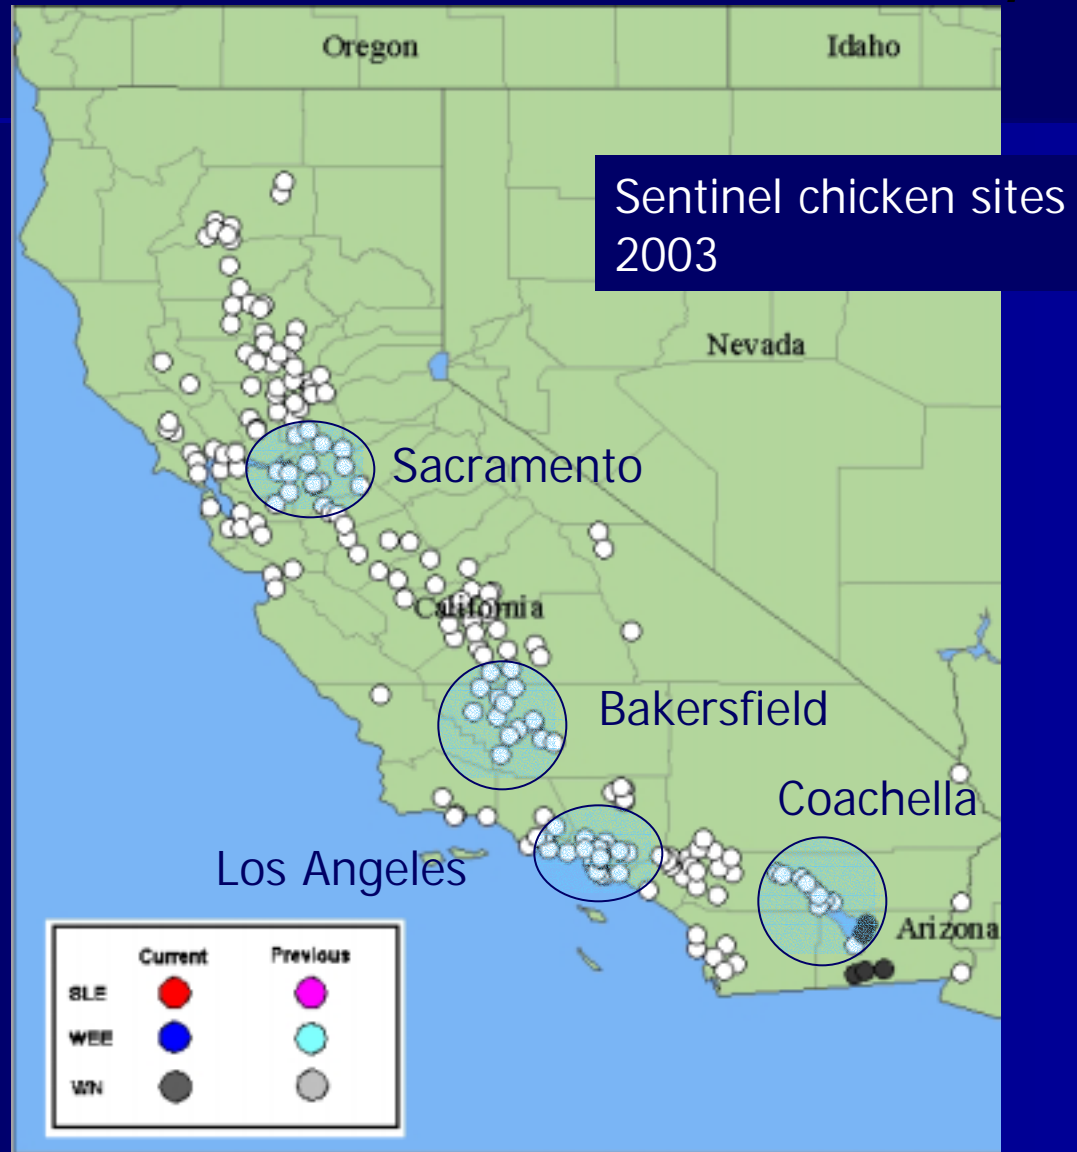 Oregon
Idaho
Sentinel chicken sites
2003
Nevada
Sacramento
California
Bakersfield
Coachella
Los Angeles
Arizona
Current Previous
SLE
WEE
WN